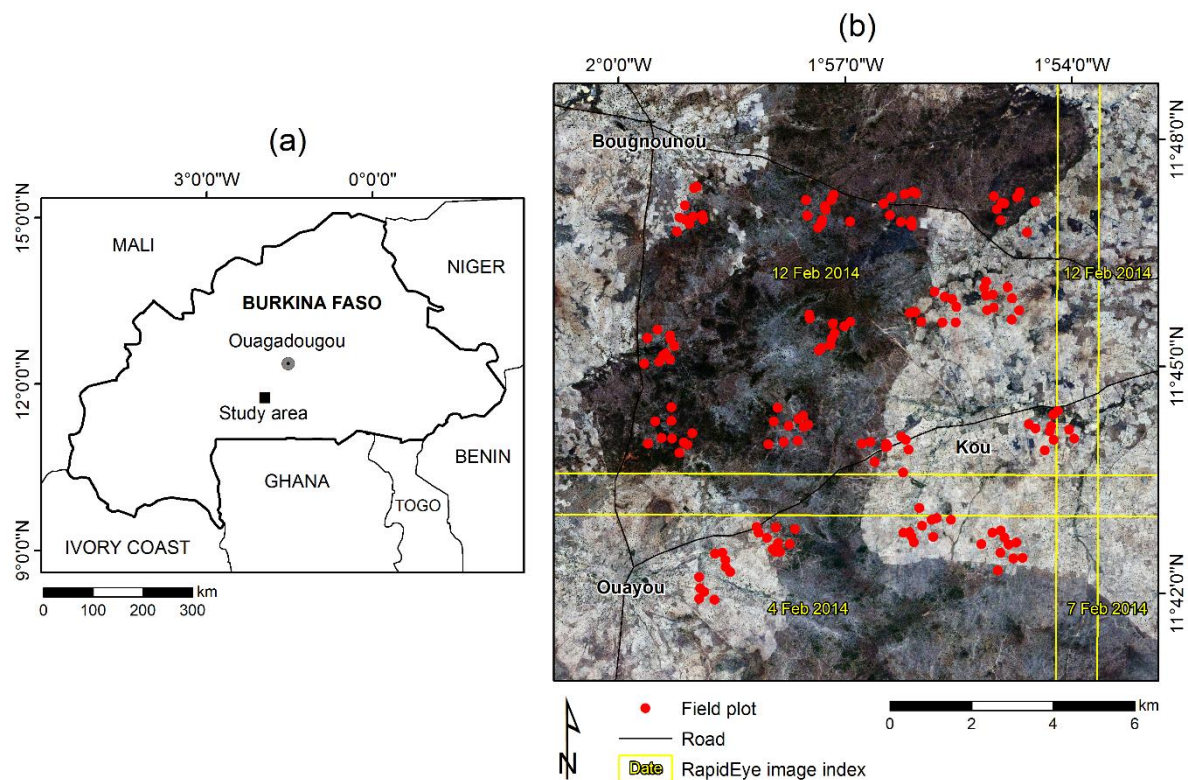 (a)
3°0'0"W 0°0'0"
15°0'0"N
12°0'0"N
9°0'0"N
MALI
NIGER
BURKINA FASO
Ouagadougou
Study area
BENIN
GHANA
TOGO
IVORY COAST
0 100 200 300
km
(b)
2°0'0"W 1°57'0"W 1°54'0"W
11°48'0"N
11°45'0"N
11°42'0"N
Bougnounou
12 Feb 2014 12 Feb 2014
Kou
Ouayou
4 Feb 2014 7 Feb 2014
N
Field plot
Road
Date RapidEye image index
0 2 4 6
km